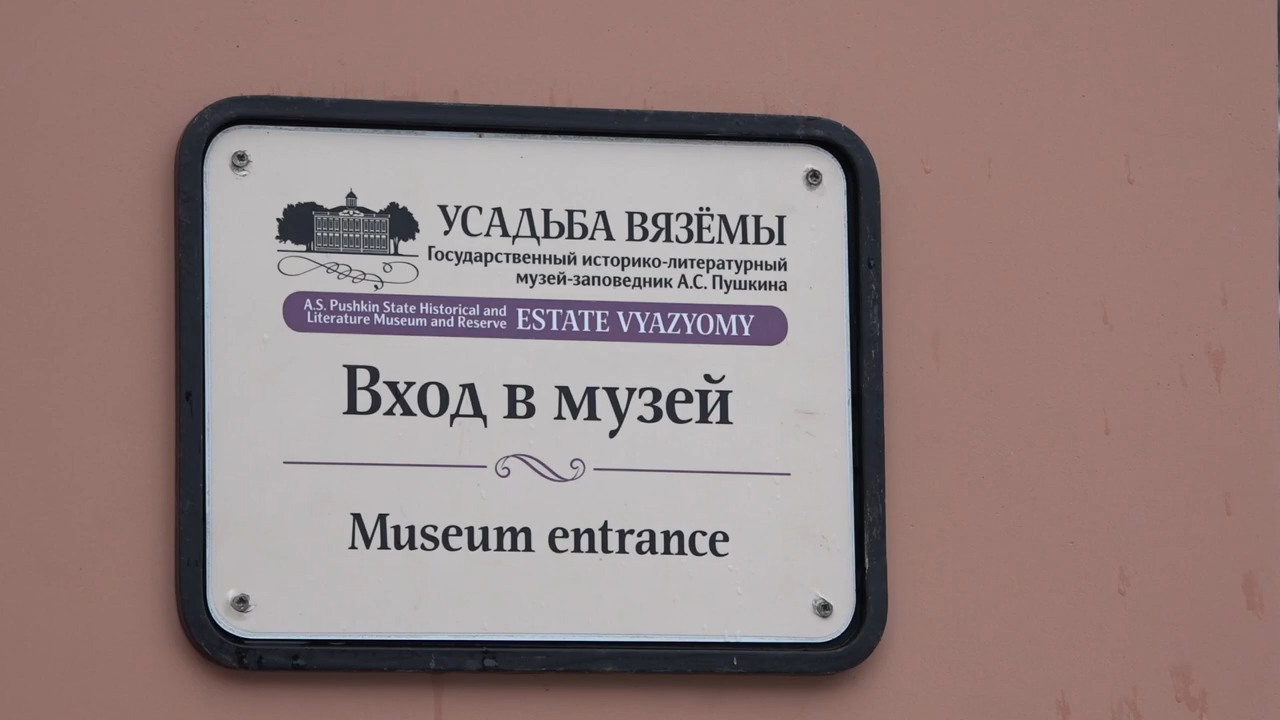 УСАДЬБА ВЯЗЁМЫ
Государственный историко-литературный
музей-заповедник А.С. Пушкина
A.S. Pushkin State Historical and
Literature Museum and Reserve
ESTATE VYAZYOMY
Вход в музей
Museum entrance